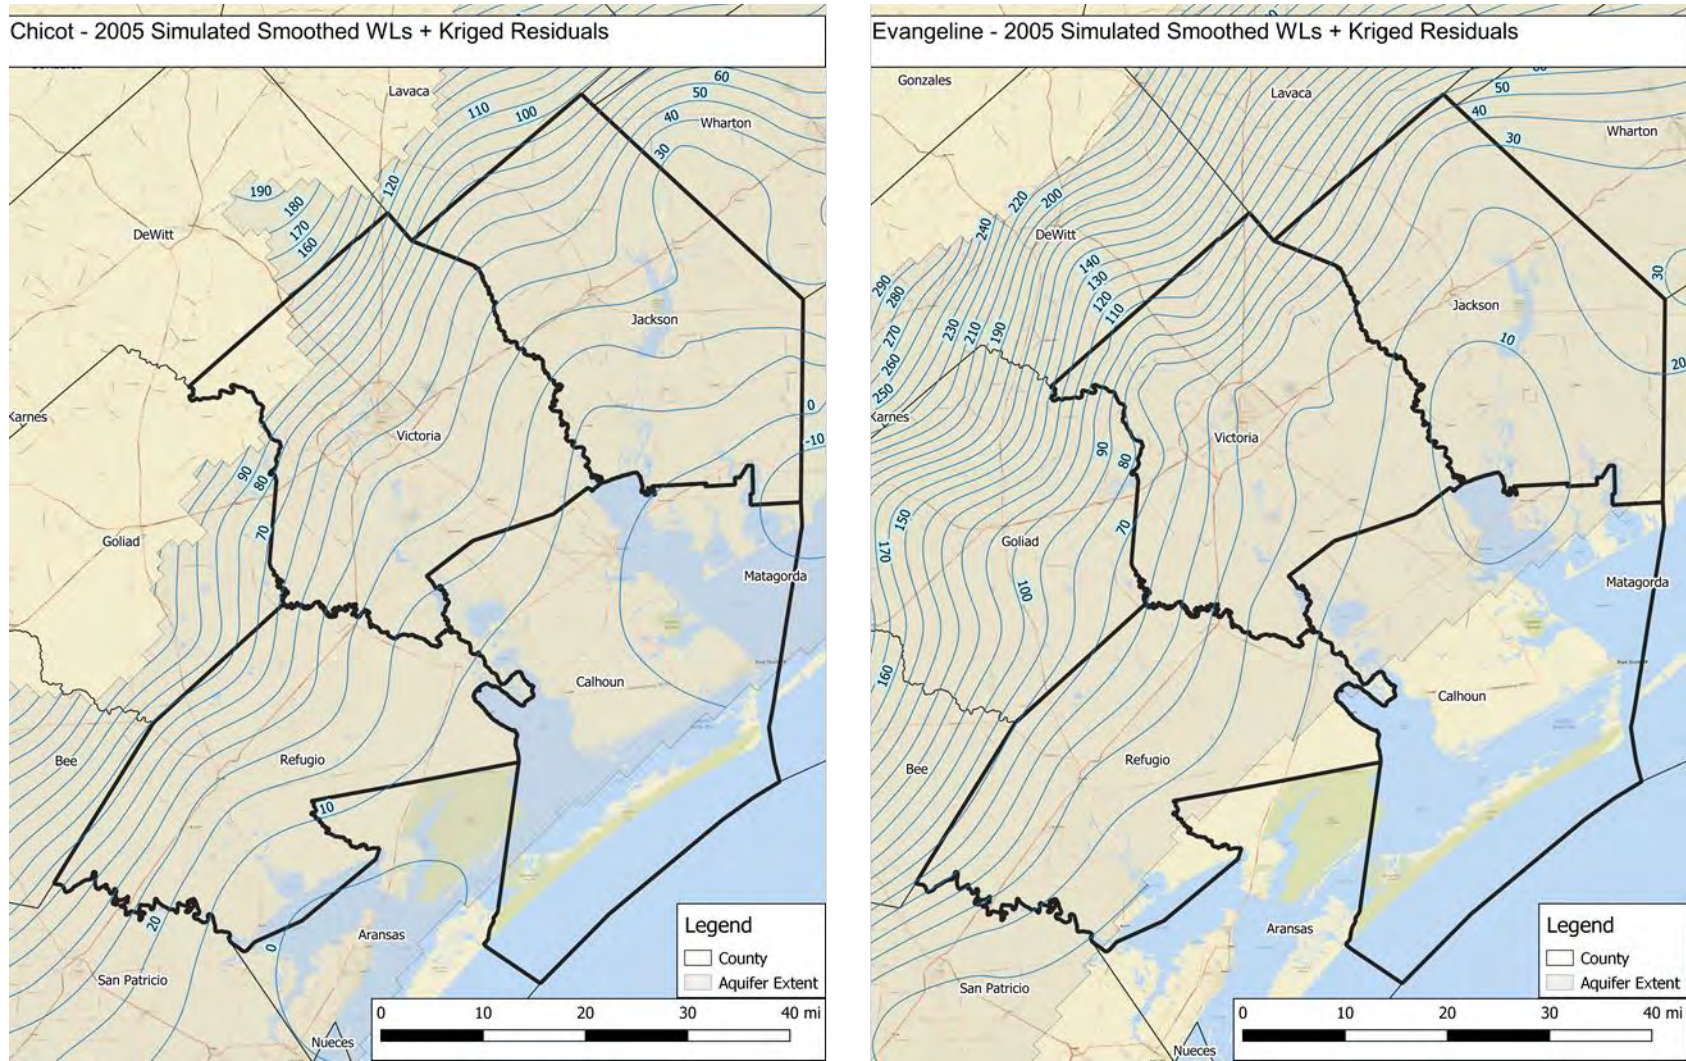 Chicot - 2005 Simulated Smoothed WLs + Kriged Residuals
Lavaca
60
50
110
100
40
Wharton
30
120
190
180
170
160
DeWitt
Jackson
Karnes
0
-10
Victoria
90
80
70
Goliad
Matagorda
Calhoun
Bee
Refugio
10
20
0
Aransas
San Patricio
Nueces
Legend
County
Aquifer Extent
0 10 20 30 40 mi
Evangeline - 2005 Simulated Smoothed WLs + Kriged Residuals
Gonzales
Lavaca
50
40
Wharton
30
220
200
240
DeWitt
140
130
120
110
290
280
270
260
250
230
210
190
30
Jackson
10
20
Karnes
Victoria
90
80
70
150
170
Goliad
100
Matagorda
160
Calhoun
Bee
Refugio
Aransas
San Patricio
Nueces
Legend
County
Aquifer Extent
0 10 20 30 40 mi